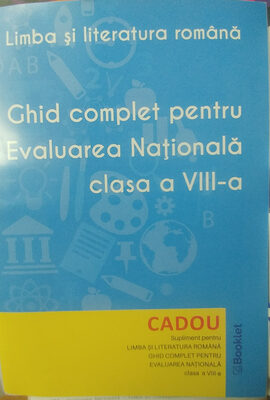 Limba și literatura română
Ghid complet pentru
Evaluarea Națională
clasa a VIII-a
CADOU
Supliment pentru
LIMBA ȘI LITERATURA ROMÂNĂ
GHID COMPLET PENTRU
EVALUAREA NAȚIONALĂ
clasa a VIII-a
Booklet